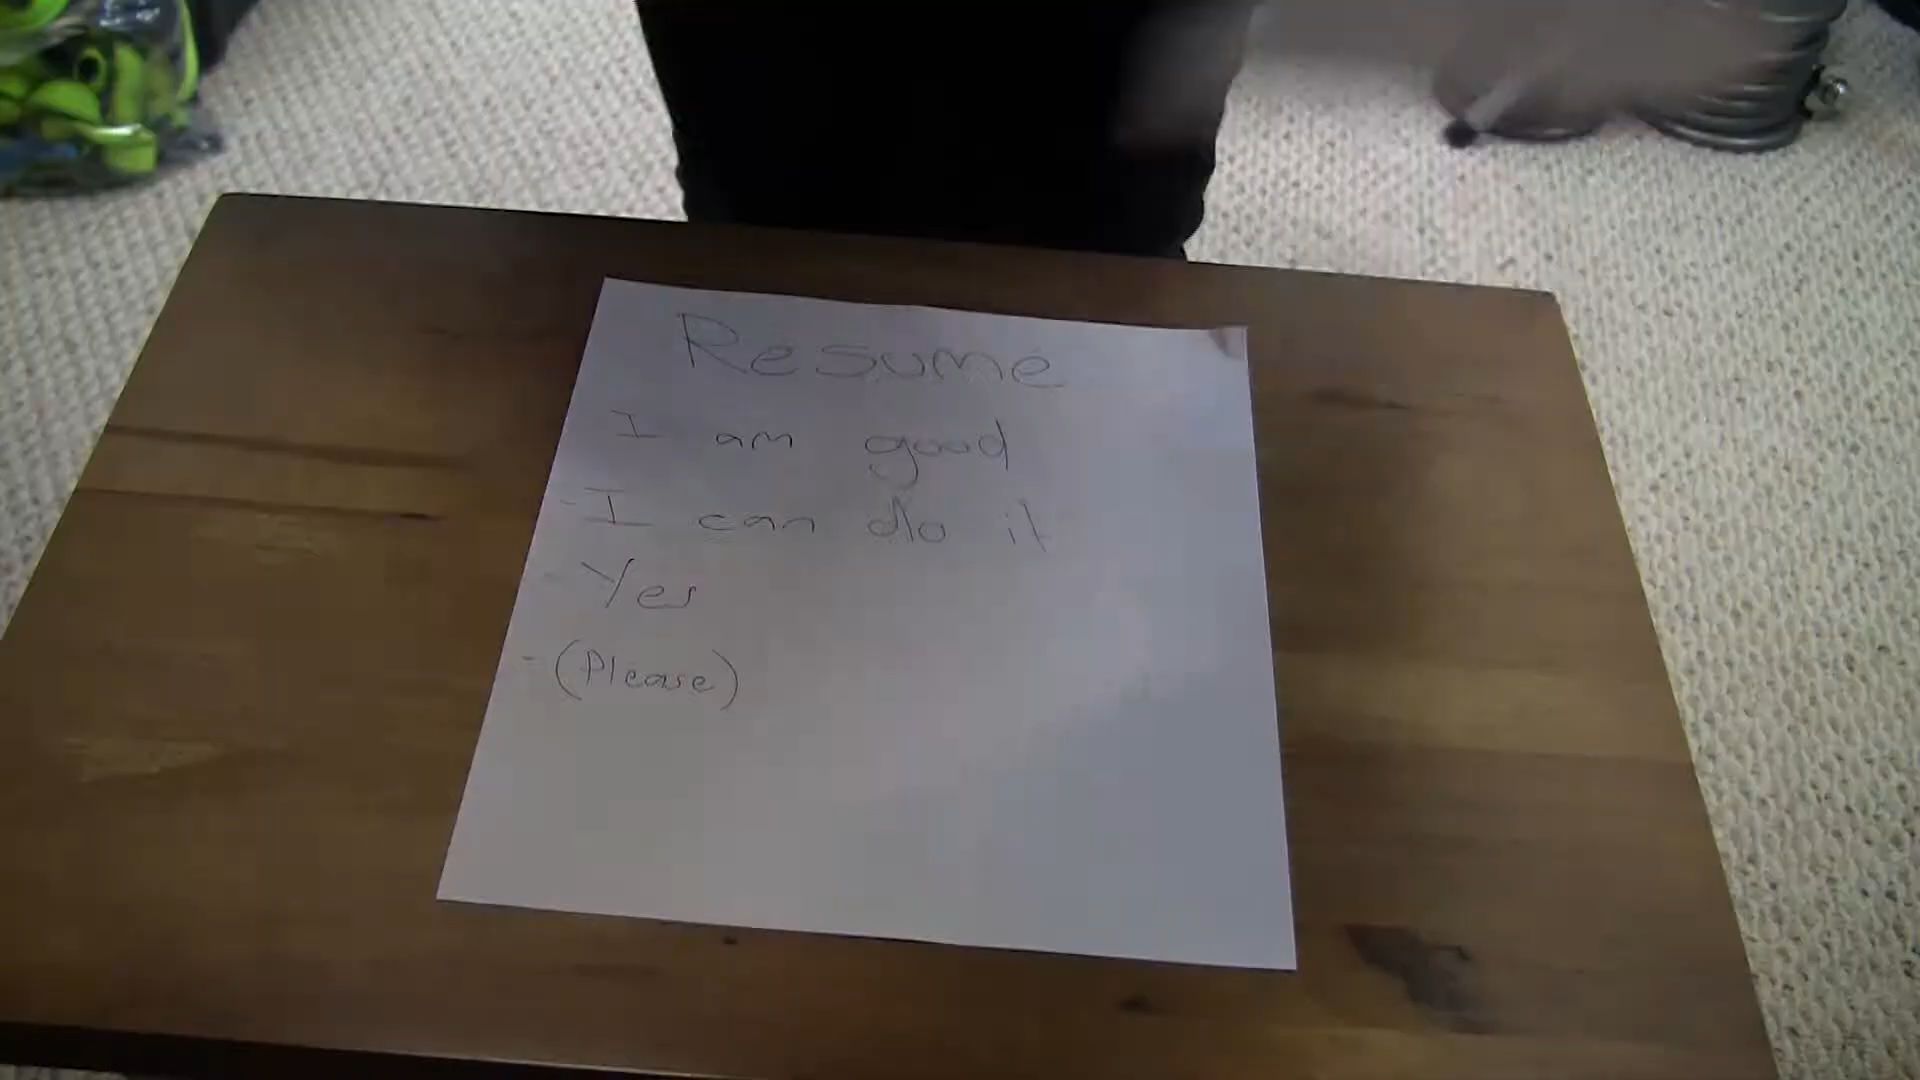 Resume
I am good
- I can do it
- Yes
- (Please)